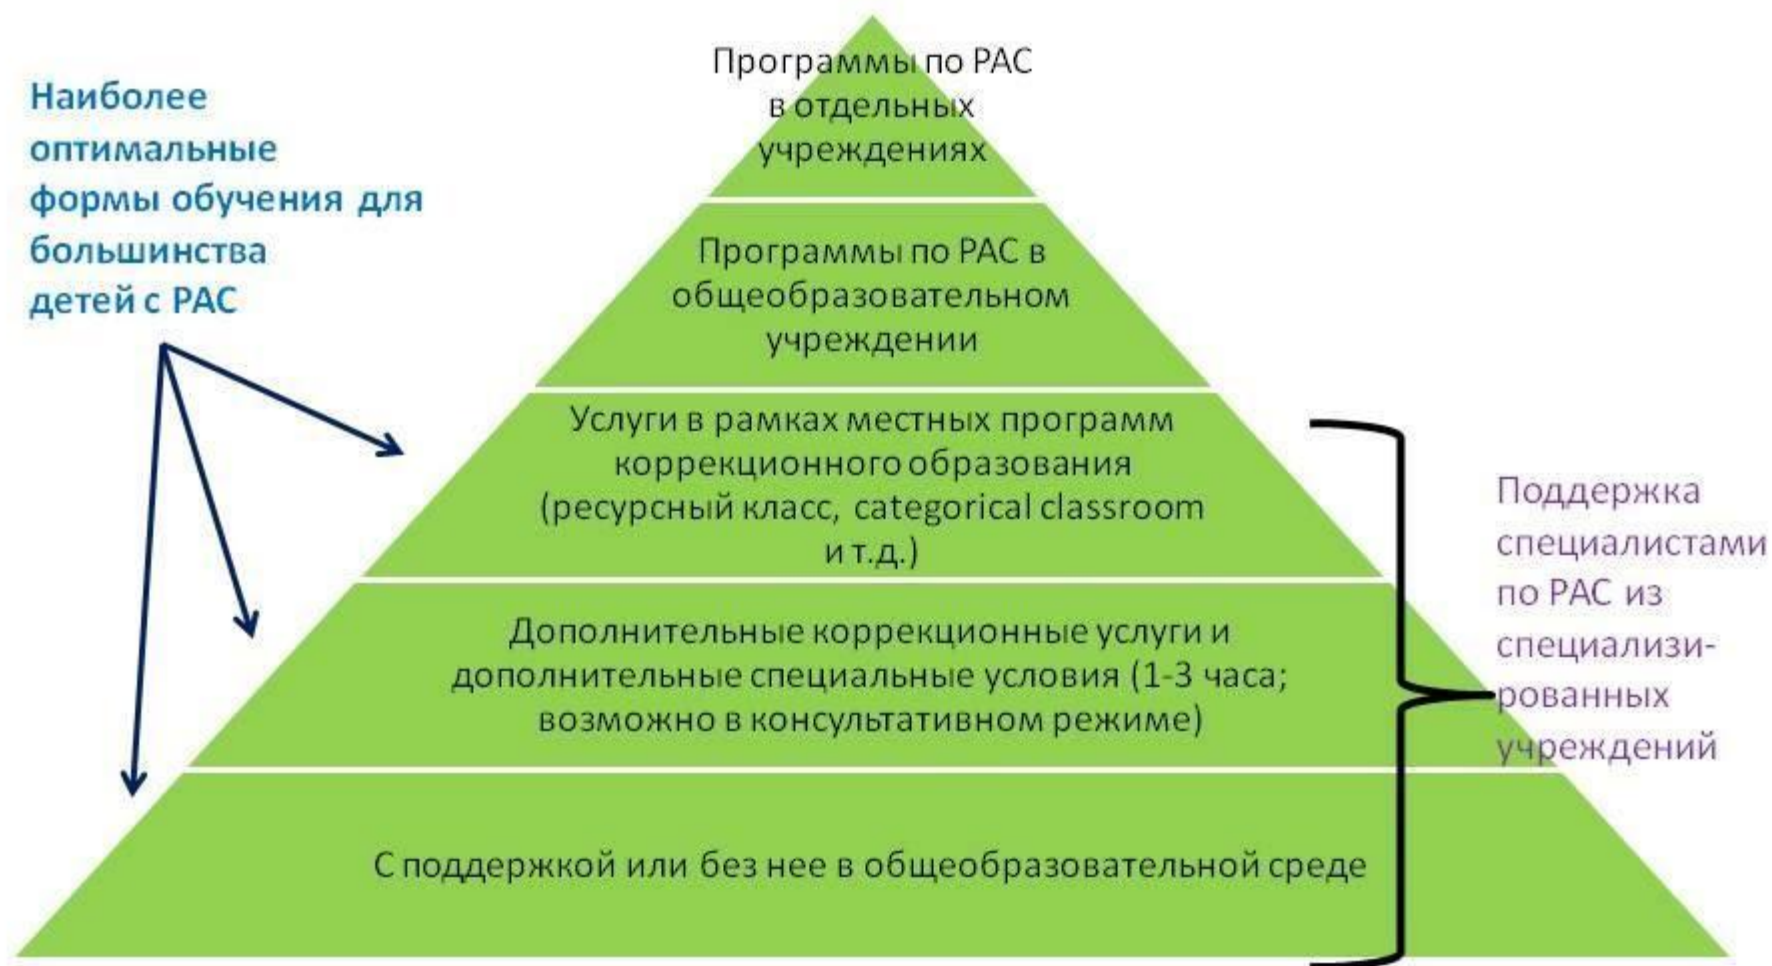 Наиболее
оптимальные
формы обучения для
большинства
детей с РАС
Программы по РАС
в отдельных
учреждениях
Программы по РАС в
общеобразовательном
учреждении
Услуги в рамках местных программ
коррекционного образования
(ресурсный класс, categorical classroom
и т.д.)
Дополнительные коррекционные услуги и
дополнительные специальные условия (1-3 часа;
возможно в консультативном режиме)
С поддержкой или без нее в общеобразовательной среде
Поддержка
специалистами
по РАС из
специализи-
рованных
учреждений